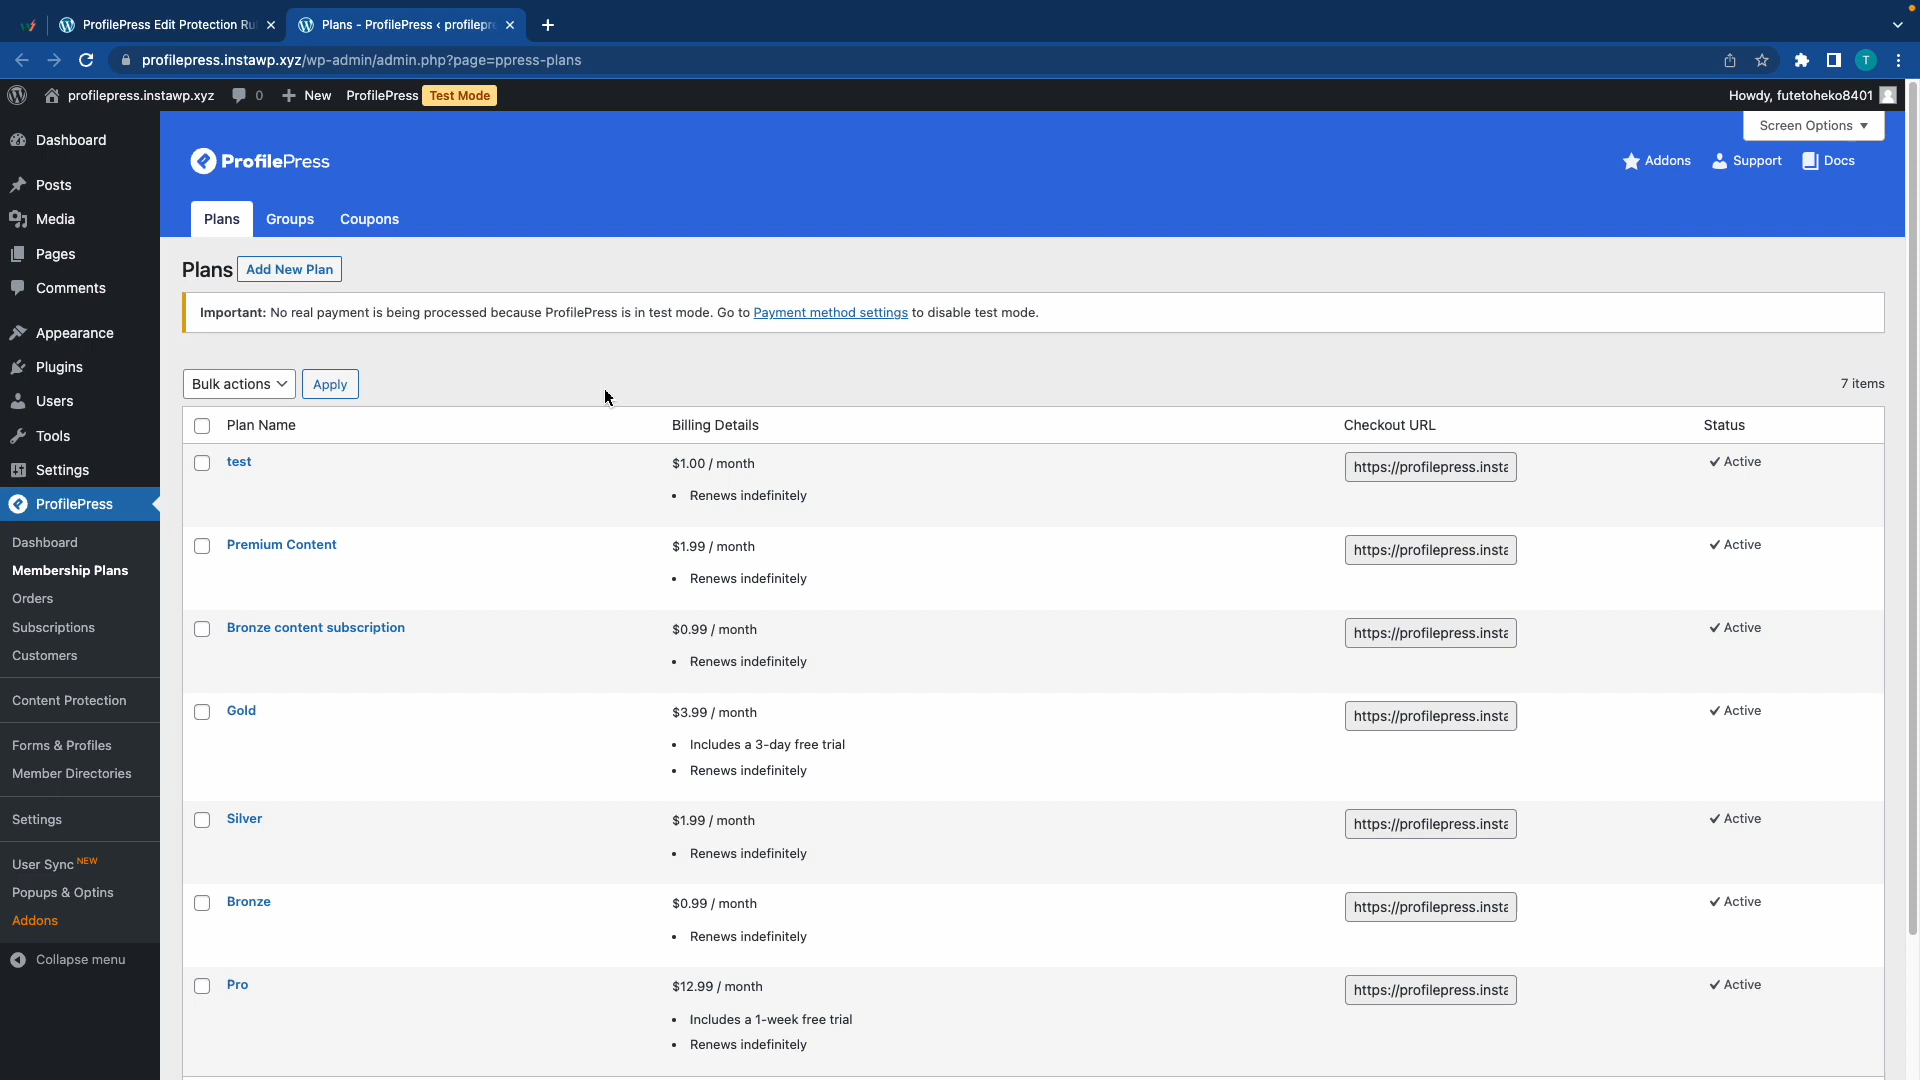 ProfilePress Edit Protection Ru
Plans - ProfilePress ‹ profilepre
profilepress.instawp.xyz/wp-admin/admin.php?page=ppress-plans
T
profilepress.instawp.xyz 0 New ProfilePress Test Mode Howdy, futetoheko8401
Screen Options
ProfilePress
Addons Support Docs
Plans Groups Coupons
Dashboard
Posts
Media
Pages
Comments
Appearance
Plugins
Users
Tools
Settings
ProfilePress
Dashboard
Membership Plans
Orders
Subscriptions
Customers
Content Protection
Forms & Profiles
Member Directories
Settings
User Sync NEW
Popups & Optins
Addons
Collapse menu
Plans Add New Plan
Important: No real payment is being processed because ProfilePress is in test mode. Go to Payment method settings to disable test mode.
Bulk actions Apply 7 items
Plan Name Billing Details Checkout URL Status
test $1.00 / month https://profilepress.insta Active
• Renews indefinitely
Premium Content $1.99 / month https://profilepress.insta Active
• Renews indefinitely
Bronze content subscription $0.99 / month https://profilepress.insta Active
• Renews indefinitely
Gold $3.99 / month https://profilepress.insta Active
• Includes a 3-day free trial
• Renews indefinitely
Silver $1.99 / month https://profilepress.insta Active
• Renews indefinitely
Bronze $0.99 / month https://profilepress.insta Active
• Renews indefinitely
Pro $12.99 / month https://profilepress.insta Active
• Includes a 1-week free trial
• Renews indefinitely